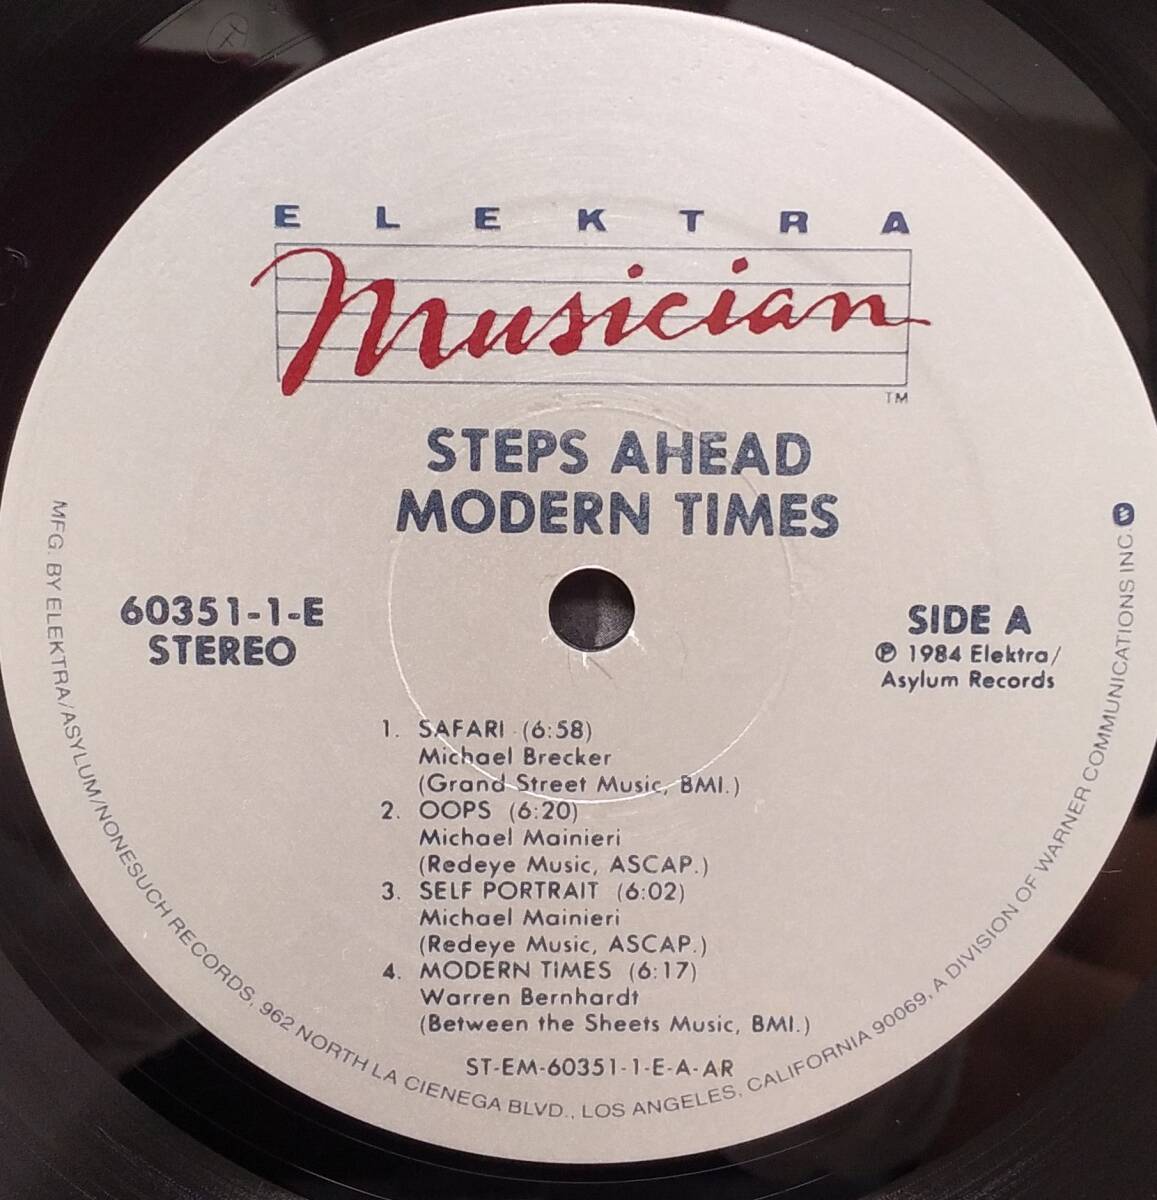 ELEKTRA
Musician
TM
STEPS AHEAD
MODERN TIMES
60351-1-E
STEREO
SIDE A
℗ 1984 Elektra/
Asylum Records
1. SAFARI (6:58)
Michael Brecker
(Grand Street Music, BMI.)
2. OOPS (6:20)
Michael Mainieri
(Redeye Music, ASCAP.)
3. SELF PORTRAIT (6:02)
Michael Mainieri
(Redeye Music, ASCAP.)
4. MODERN TIMES (6:17)
Warren Bernhardt
(Between the Sheets Music, BMI.)
ST-EM-60351-1-E-A-AR
MFG. BY ELEKTRA/ASYLUM/NONESUCH RECORDS, 962 NORTH LA CIENEGA BLVD., LOS ANGELES, CALIFORNIA 90069, A DIVISION OF WARNER COMMUNICATIONS INC.